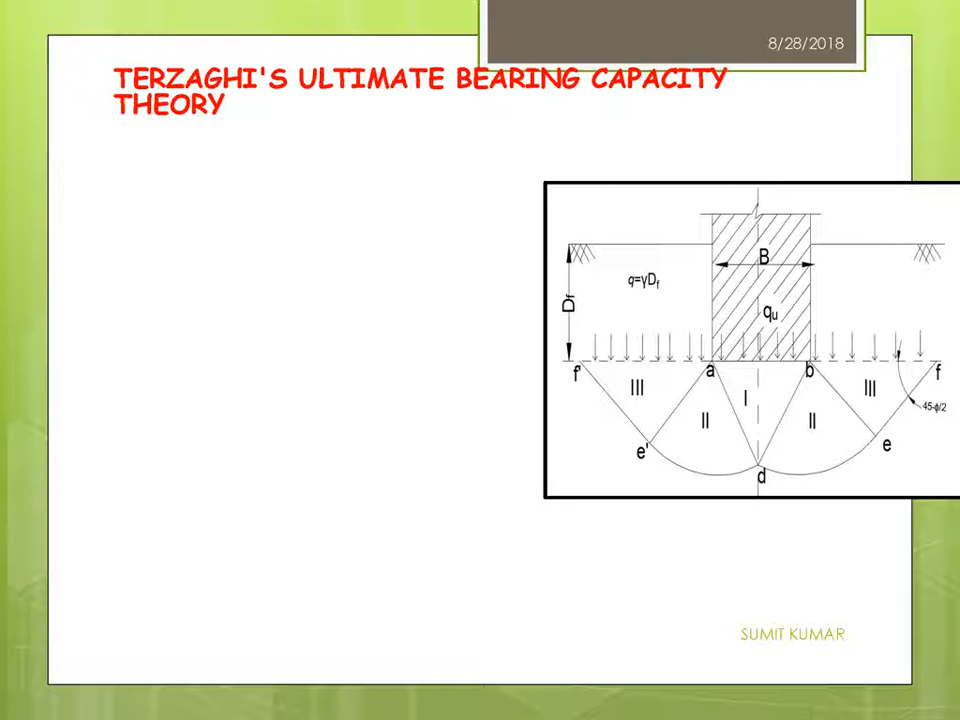 8/28/2018
TERZAGHI'S ULTIMATE BEARING CAPACITY
THEORY
B
q=γDf
Df
qu
f'
a
b
f
III
I
III
45-ϕ/2
II
II
e'
e
d
SUMIT KUMAR